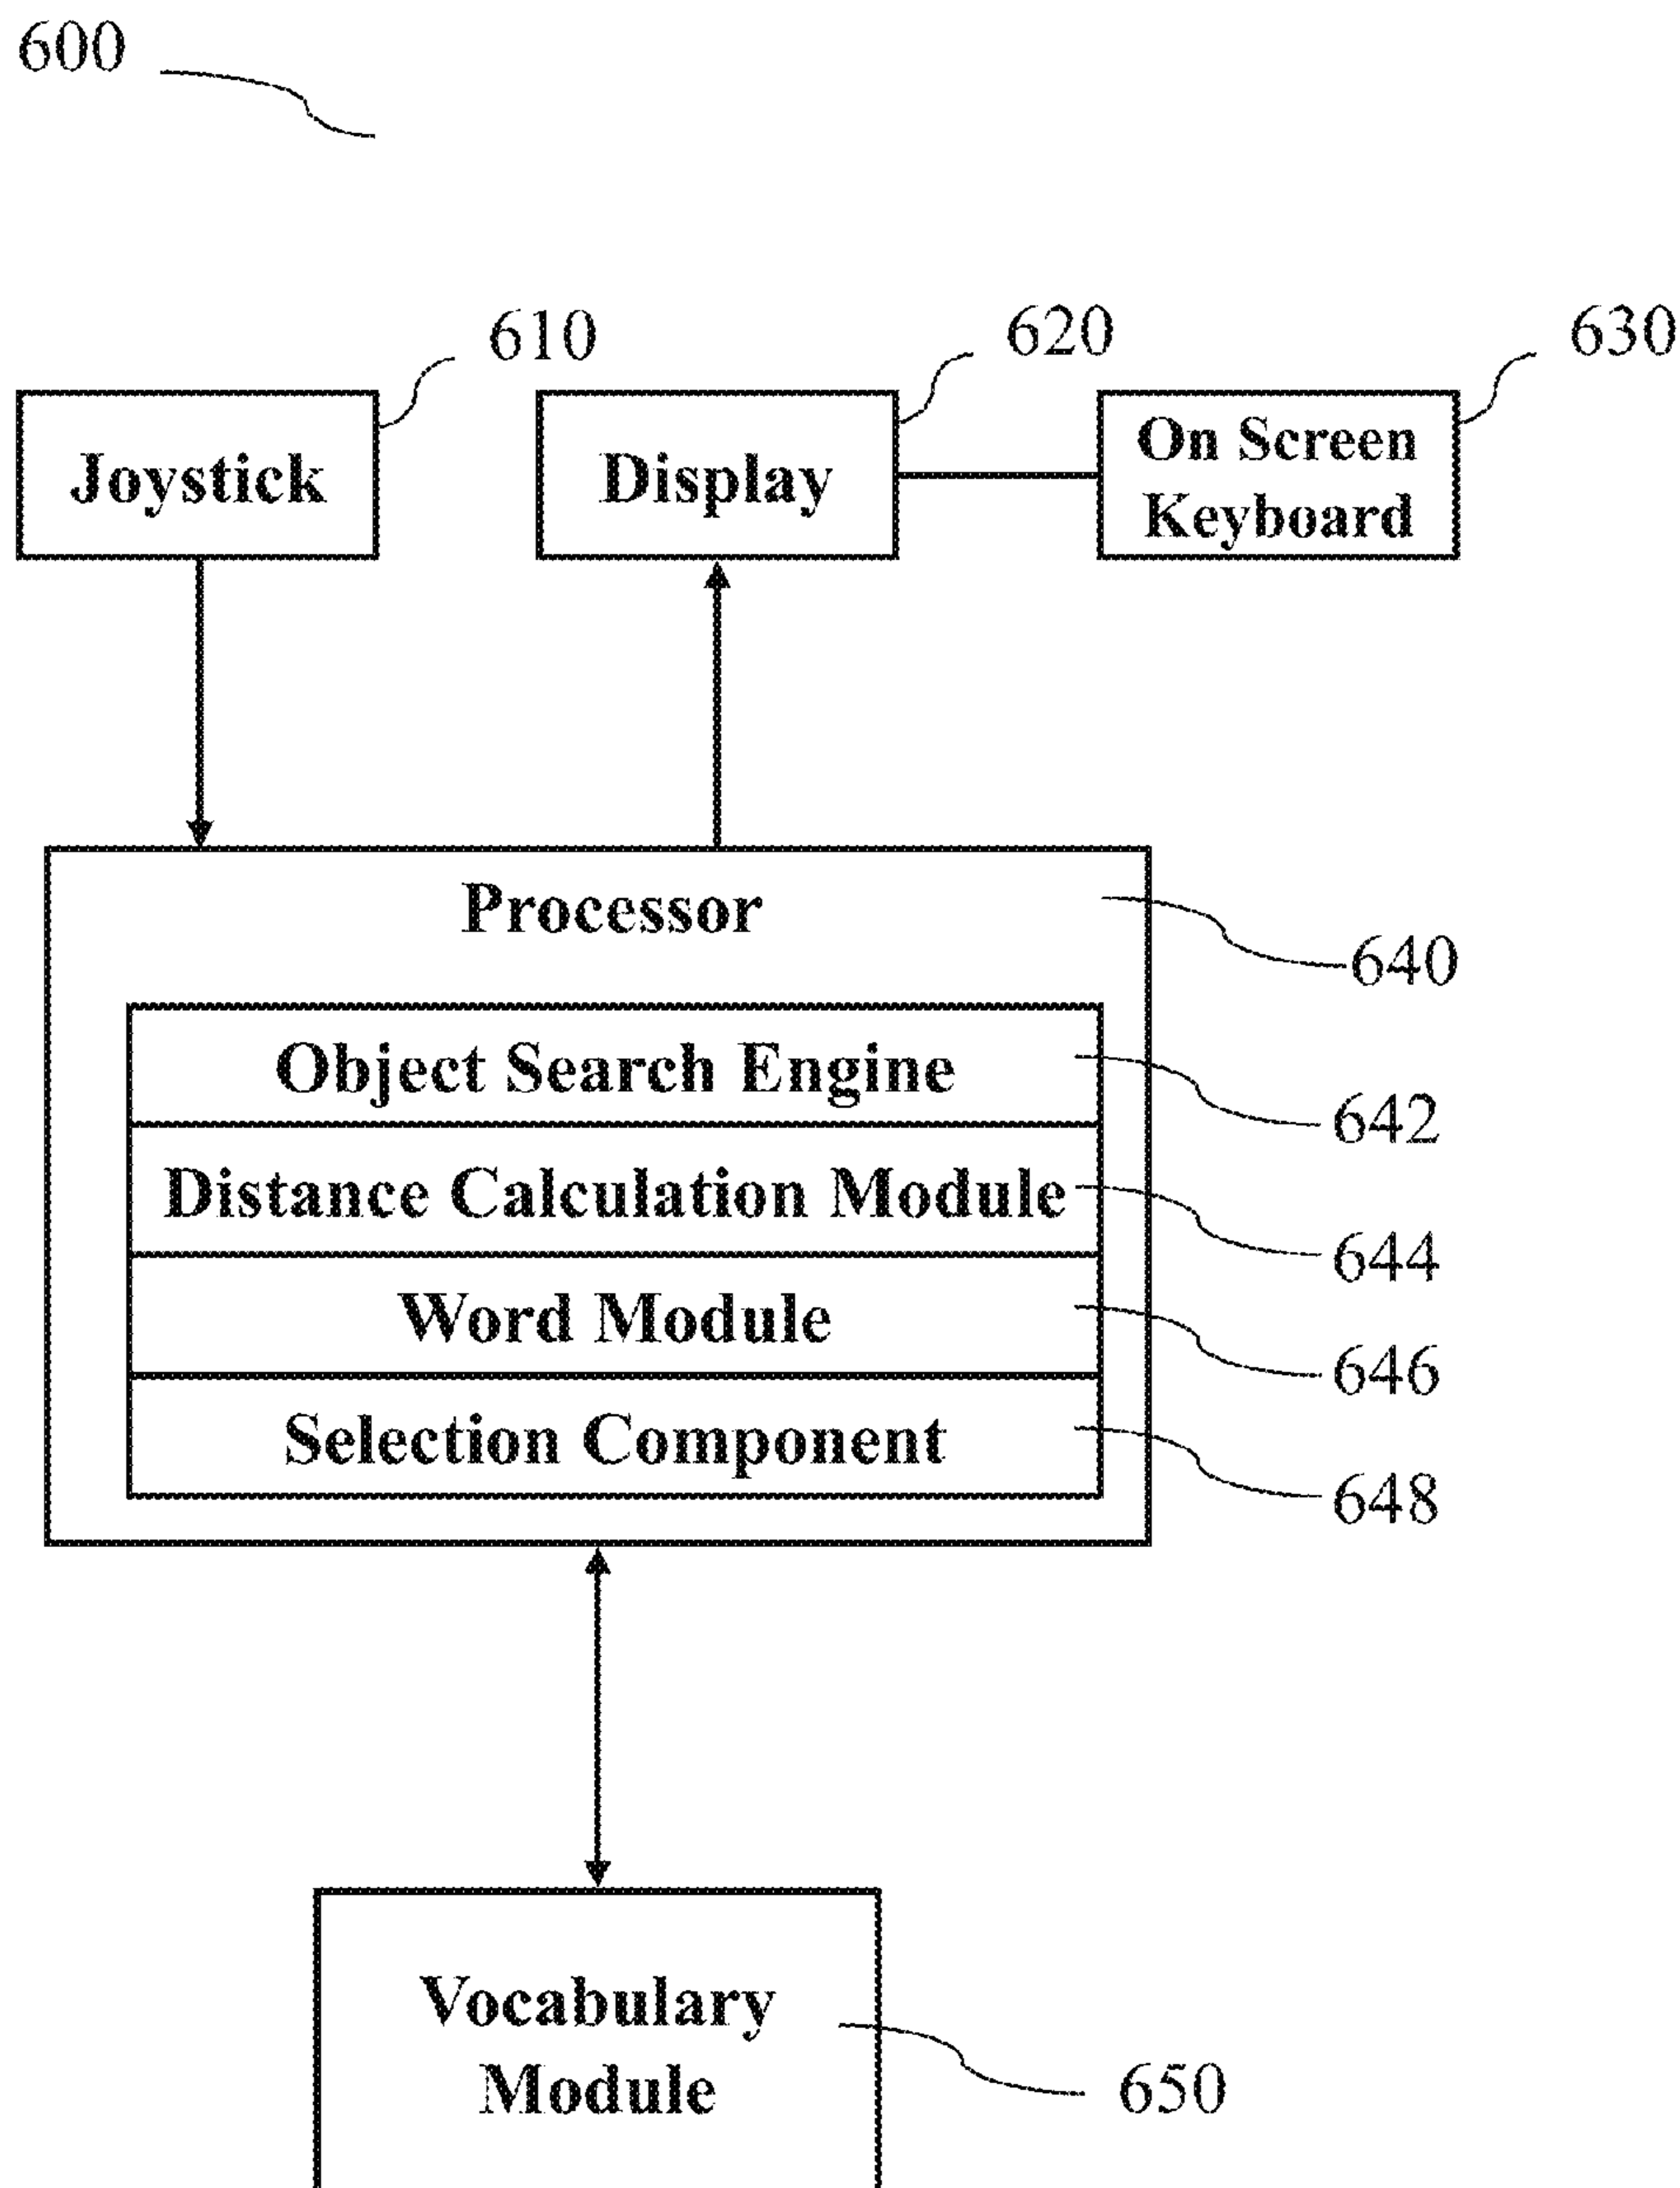 600
610
620
630
Joystick
Display
On Screen
Keyboard
Processor
640
Object Search Engine
642
Distance Calculation Module
644
Word Module
646
Selection Component
648
Vocabulary
Module
650